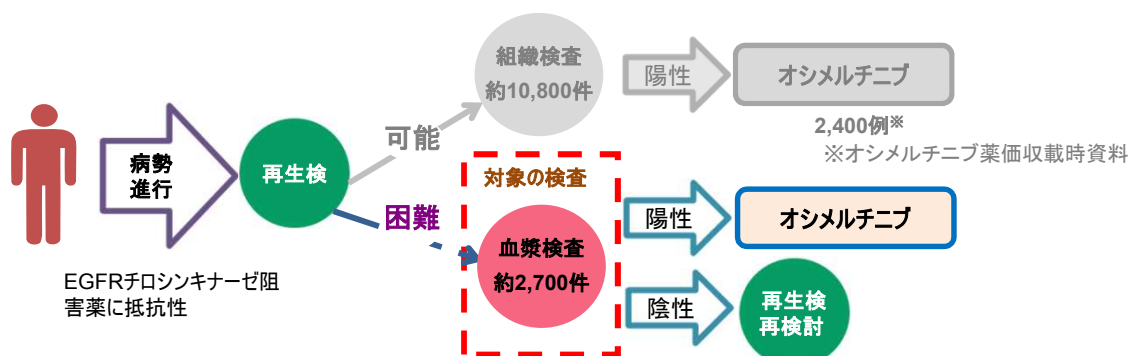 組織検査
約10,800件
陽性
オシメルチニブ
2,400例※
※オシメルチニブ薬価収載時資料
病勢
進行
再生検
可能
困難
対象の検査
血漿検査
約2,700件
陽性
オシメルチニブ
陰性
再生検
再検討
EGFRチロシンキナーゼ阻
害薬に抵抗性